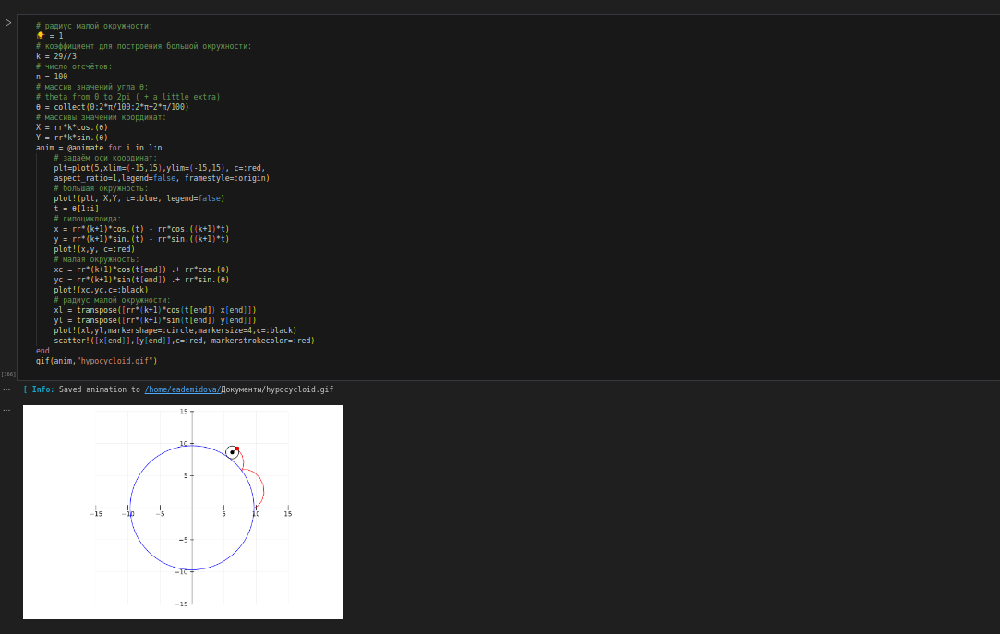 # радиус малой окружности:
= 1
# коэффициент для построения большой окружности:
k = 29//3
# число отсчётов:
n = 100
# массив значений угла θ:
# theta from 0 to 2pi ( + a little extra)
θ = collect(0:2*π/100:2*π+2*π/100)
# массивы значений координат:
X = rr*k*cos.(θ)
Y = rr*k*sin.(θ)
anim = @animate for i in 1:n
# задаём оси координат:
plt=plot(5,xlim=(-15,15),ylim=(-15,15), c=:red,
aspect_ratio=1,legend=false, framestyle=:origin)
# большая окружность:
plot!(plt, X,Y, c=:blue, legend=false)
t = θ[1:i]
# гипоциклоида:
x = rr*(k+1)*cos.(t) - rr*cos.((k+1)*t)
y = rr*(k+1)*sin.(t) - rr*sin.((k+1)*t)
plot!(x,y, c=:red)
# малая окружность:
xc = rr*(k+1)*cos(t[end]) .+ rr*cos.(θ)
yc = rr*(k+1)*sin(t[end]) .+ rr*sin.(θ)
plot!(xc,yc,c=:black)
# радиус малой окружности:
xl = transpose([rr*(k+1)*cos(t[end]) x[end]])
yl = transpose([rr*(k+1)*sin(t[end]) y[end]])
plot!(xl,yl,markershape=:circle,markersize=4,c=:black)
scatter!([x[end]],[y[end]],c=:red, markerstrokecolor=:red)
end
gif(anim,"hypocycloid.gif")
[ Info: Saved animation to /home/eademidova/Документы/hypocycloid.gif
15
10
5
−15 −10 −5 5 10 15
−5
−10
−15